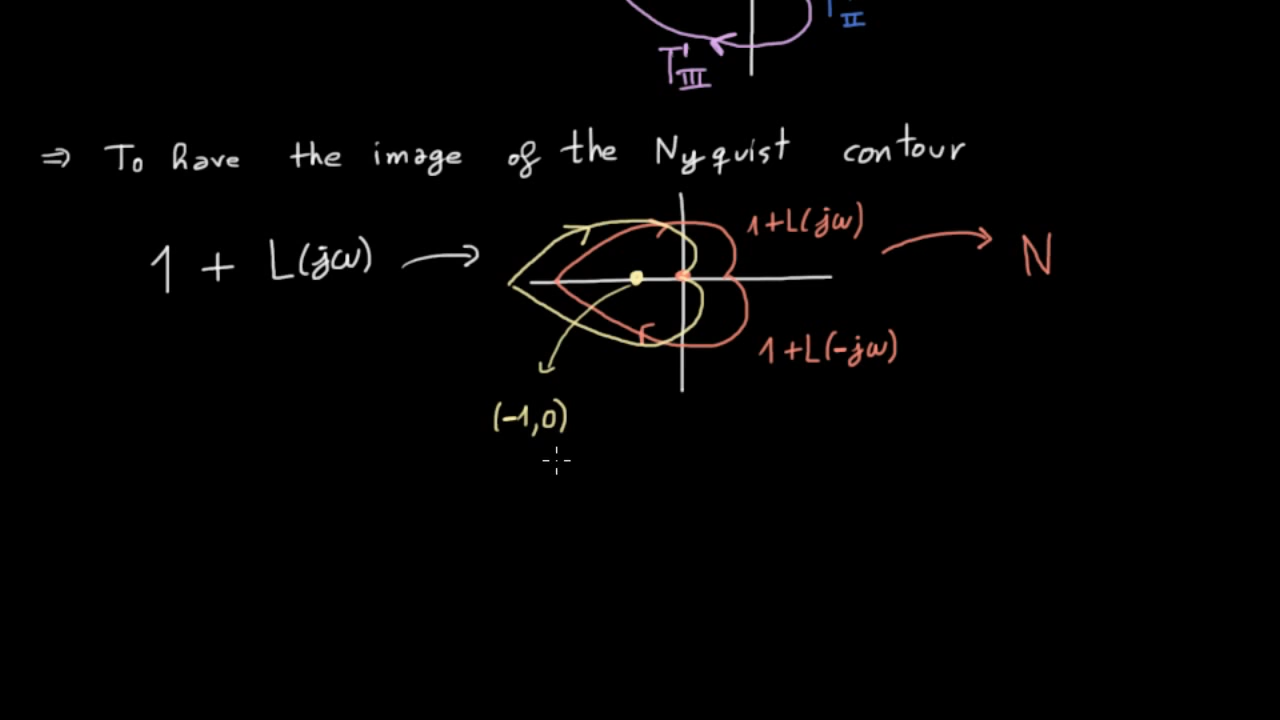 Γ'II
Γ'III
⇒ To have the image of the Nyquist contour
1 + L(jω) → 1+L(jω) → N
1+L(-jω)
(-1,0)